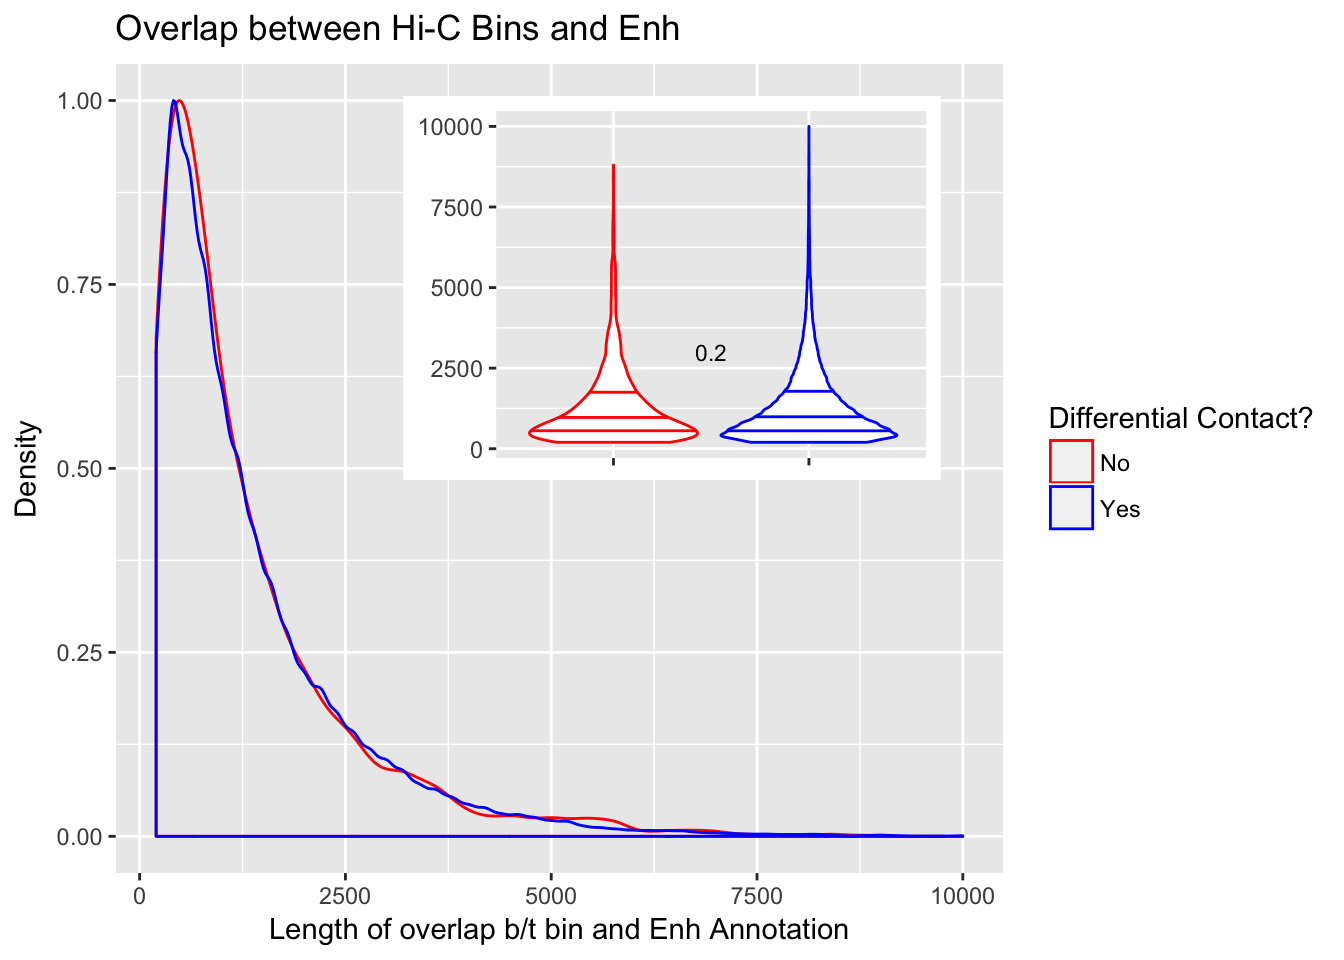 Overlap between Hi-C Bins and Enh
Density
1.00
0.75
0.50
0.25
0.00
0
2500
5000
7500
10000
Length of overlap b/t bin and Enh Annotation
10000
7500
5000
2500
0
0.2
Differential Contact?
No
Yes